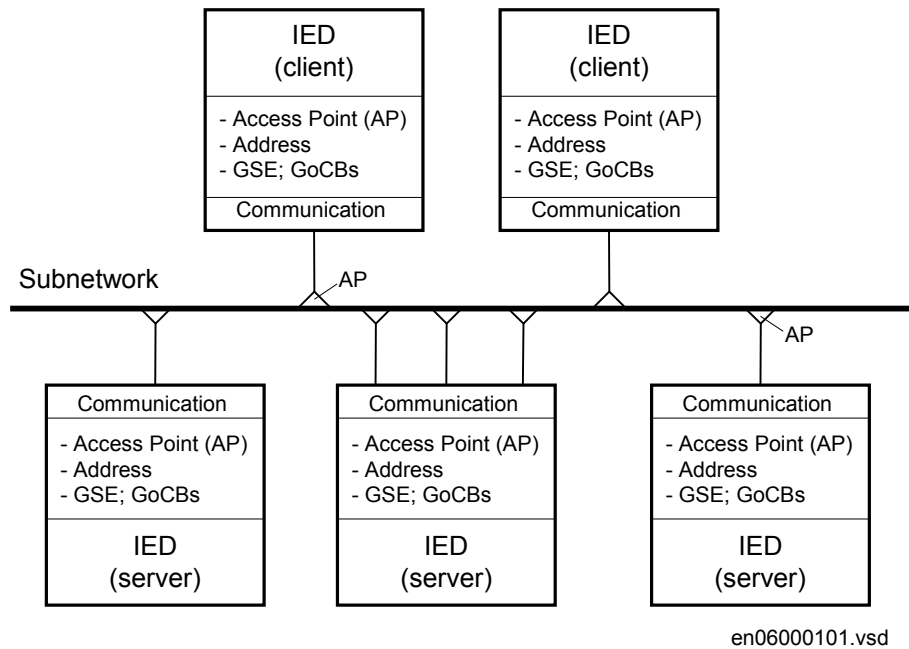 IED
(client)
- Access Point (AP)
- Address
- GSE; GoCBs
Communication
IED
(client)
- Access Point (AP)
- Address
- GSE; GoCBs
Communication
Subnetwork
AP
AP
Communication
- Access Point (AP)
- Address
- GSE; GoCBs
IED
(server)
Communication
- Access Point (AP)
- Address
- GSE; GoCBs
IED
(server)
Communication
- Access Point (AP)
- Address
- GSE; GoCBs
IED
(server)
en06000101.vsd